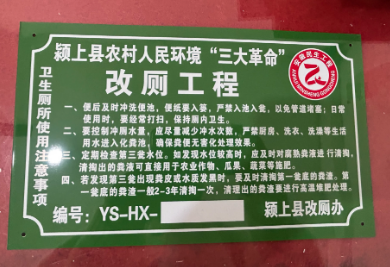 颍上县农村人民环境“三大革命”
改厕工程
安徽民生工程
卫生厕所使用注意事项
一、便后及时冲洗便池，便纸要入篓，严禁入池入瓮，以免管道堵塞；日常
使用时，要经常打扫，保持厕内卫生。
二、要控制冲厕水量，应尽量减少冲水次数，严禁厨房、洗衣、洗澡等生活
用水进入化粪池，确保粪便无害化处理效果。
三、定期检查第三瓮水位。如发现水位较高时，应及时对腐熟粪液进行清掏，
清掏出的粪液可直接用于农业作物、瓜果、蔬菜等施肥。
四、若发现第三瓮出现粪皮或水质发黑时，要及时清掏第一瓮底的粪渣。第
一瓮底的粪渣一般2-3年清掏一次，清理出的粪渣要进行高温堆肥处理。
编号：YS-HX-
颍上县改厕办